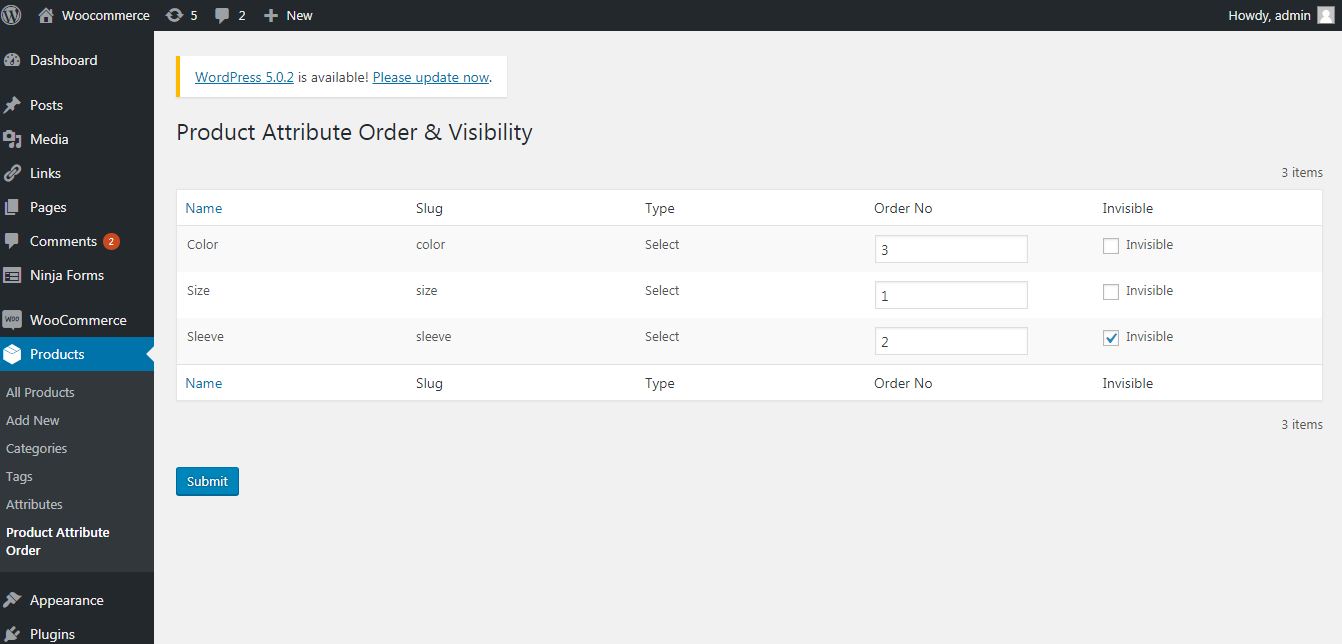 Woocommerce 5 2 New Howdy, admin
Dashboard
Posts
Media
Links
Pages
Comments 2
Ninja Forms
WOO WooCommerce
Products
All Products
Add New
Categories
Tags
Attributes
Product Attribute
Order
Appearance
Plugins
WordPress 5.0.2 is available! Please update now.
Product Attribute Order & Visibility
3 items
Name Slug Type Order No Invisible
Color color Select 3 Invisible
Size size Select 1 Invisible
Sleeve sleeve Select 2 Invisible
Name Slug Type Order No Invisible
3 items
Submit